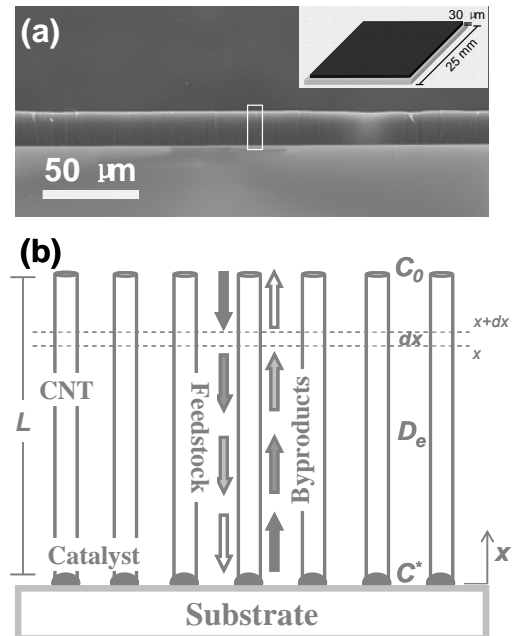 (a)
30 μm
25 mm
50 μm
(b)
C₀
x+dx
dx
x
CNT
L
Feedstock
Byproducts
Dₑ
Catalyst
C*
x
Substrate